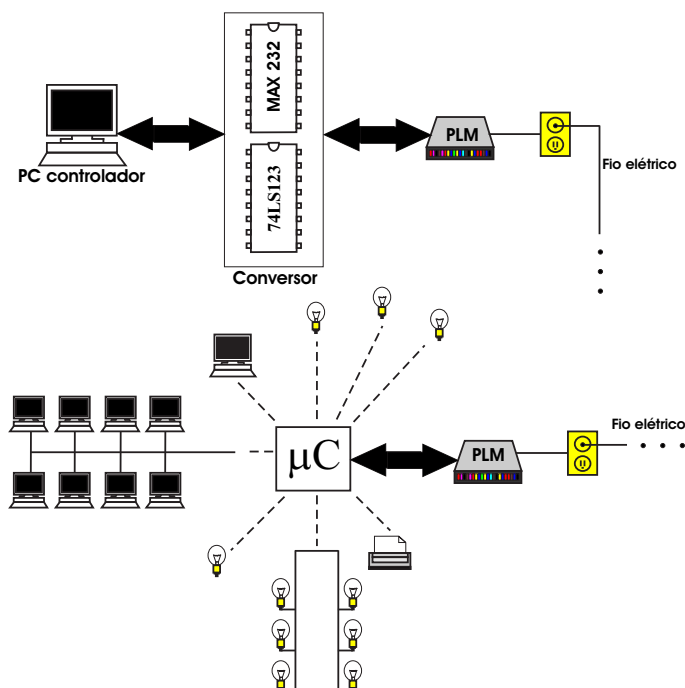 MAX 232
74LS123
PLM
PC controlador
Fio elétrico
Conversor
Fio elétrico
µC
PLM